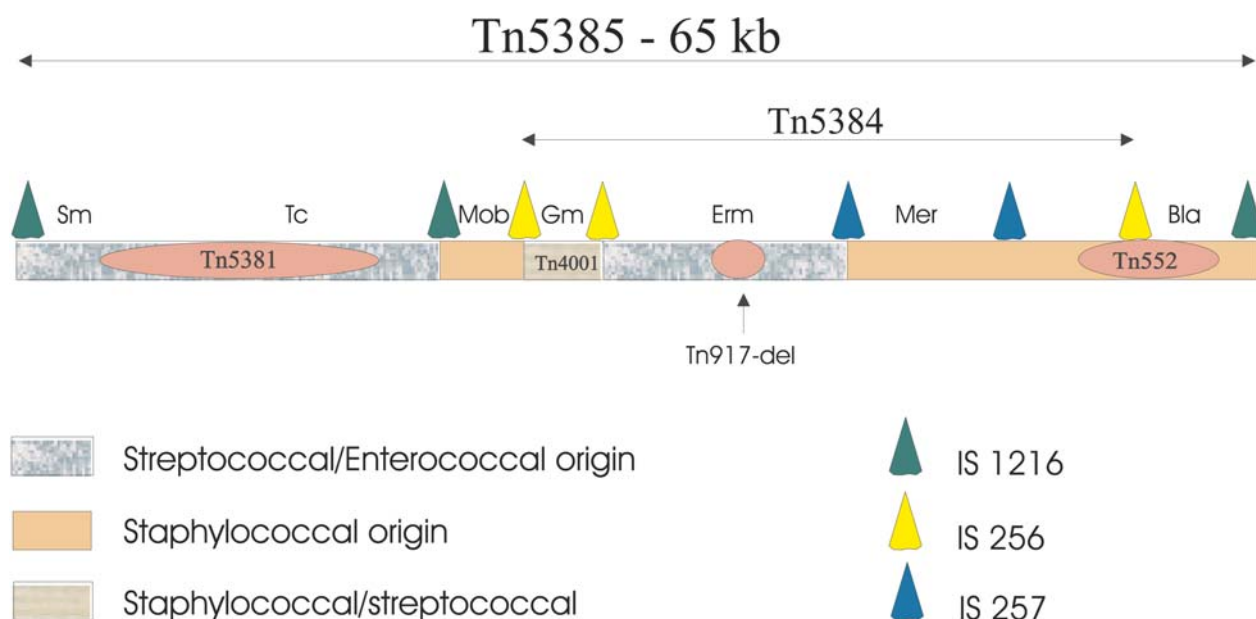 Tn5385 - 65 kb
Tn5384
Sm Tc Mob Gm Erm Mer Bla
Tn5381 Tn4001 Tn552
Tn917-del
Streptococcal/Enterococcal origin IS 1216
Staphylococcal origin IS 256
Staphylococcal/streptococcal IS 257